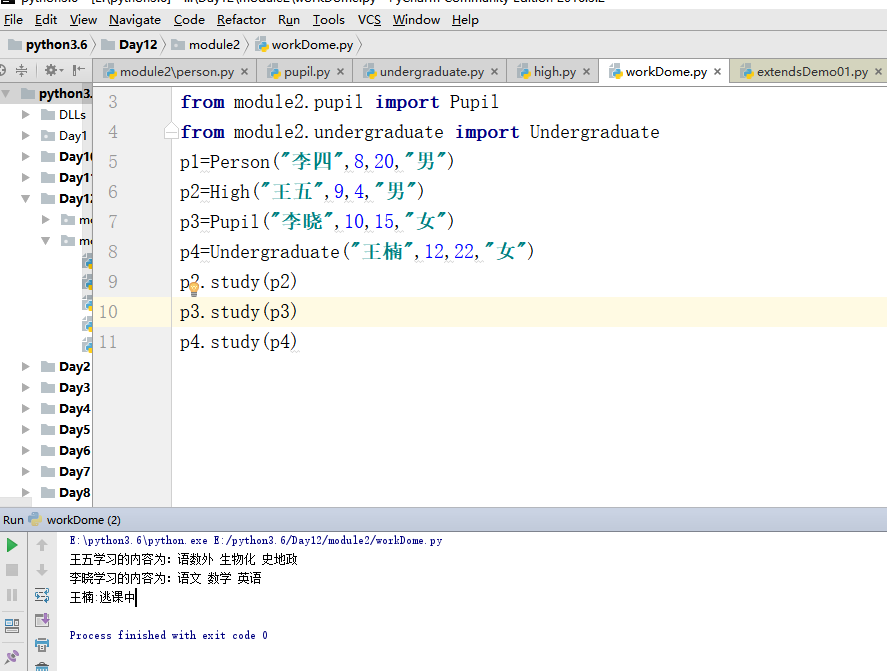 File Edit View Navigate Code Refactor Run Tools VCS Window Help
python3.6 Day12 module2 workDome.py
module2\person.py × pupil.py × undergraduate.py × high.py × workDome.py × extendsDemo01.py ×
python3.
DLLs
Day1
Day10
Day1
Day12
mo
mo
Day2
Day3
Day4
Day5
Day6
Day7
Day8
3 from module2.pupil import Pupil
4 from module2.undergraduate import Undergraduate
5 p1=Person("李四",8,20,"男")
6 p2=High("王五",9,4,"男")
7 p3=Pupil("李晓",10,15,"女")
8 p4=Undergraduate("王楠",12,22,"女")
9 p2.study(p2)
10 p3.study(p3)
11 p4.study(p4)
Run workDome (2)
E:\python3.6\python.exe E:/python3.6/Day12/module2/workDome.py
王五学习的内容为：语数外 生物化 史地政
李晓学习的内容为：语文 数学 英语
王楠:逃课中
Process finished with exit code 0